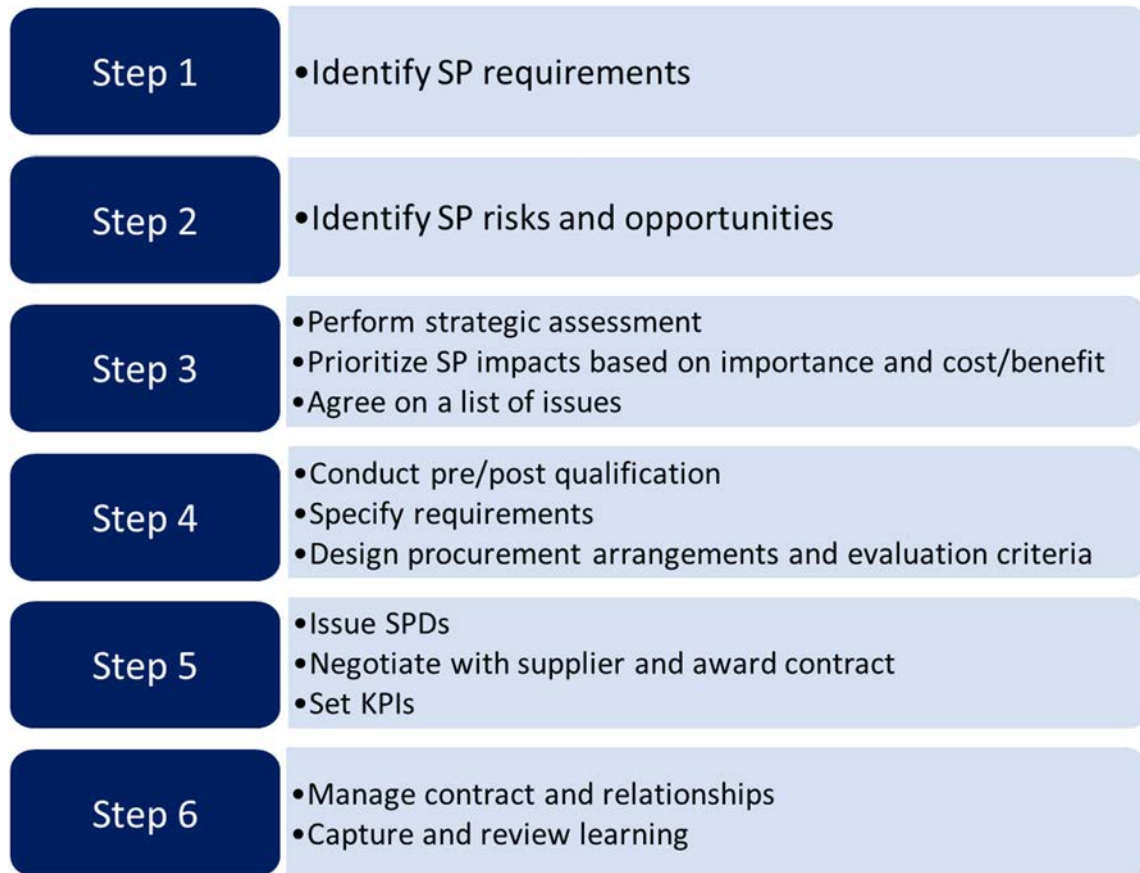 Step 1
•Identify SP requirements
Step 2
•Identify SP risks and opportunities
Step 3
•Perform strategic assessment
•Prioritize SP impacts based on importance and cost/benefit
•Agree on a list of issues
Step 4
•Conduct pre/post qualification
•Specify requirements
•Design procurement arrangements and evaluation criteria
Step 5
•Issue SPDs
•Negotiate with supplier and award contract
•Set KPIs
Step 6
•Manage contract and relationships
•Capture and review learning